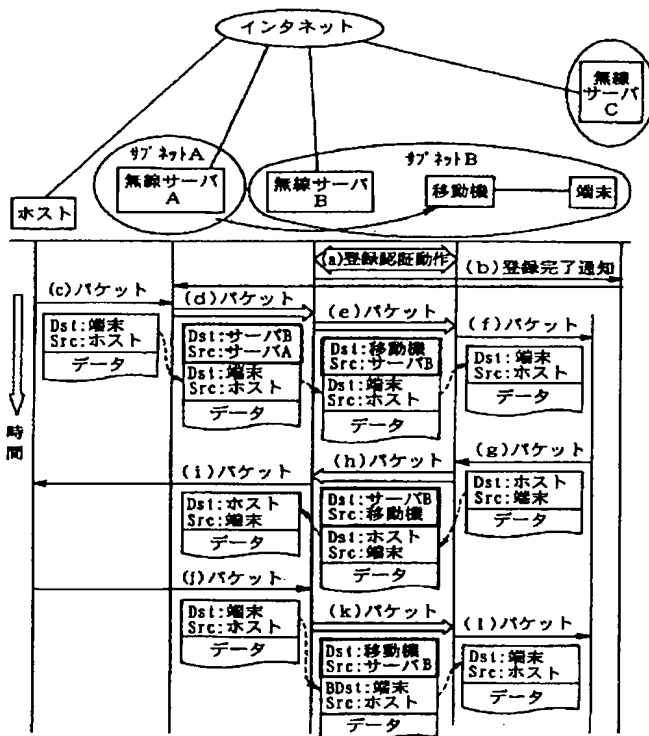 インタネット
無線
サーバ
C
サブネットA
サブネットB
無線サーバ
A
無線サーバ
B
移動機
端末
ホスト
(a)登録認証動作
(b)登録完了通知
(c)パケット
(d)パケット
(e)パケット
(f)パケット
Dst:端末
Src:ホスト
データ
Dst:サーバB
Src:サーバA
Dst:端末
Src:ホスト
データ
Dst:移動機
Src:サーバB
Dst:端末
Src:ホスト
データ
Dst:端末
Src:ホスト
データ
時間
(g)パケット
(h)パケット
(i)パケット
Dst:ホスト
Src:端末
データ
Dst:サーバB
Src:移動機
Dst:ホスト
Src:端末
データ
Dst:ホスト
Src:端末
データ
(j)パケット
(k)パケット
(l)パケット
Dst:端末
Src:ホスト
データ
Dst:移動機
Src:サーバB
BDst:端末
Src:ホスト
データ
Dst:端末
Src:ホスト
データ